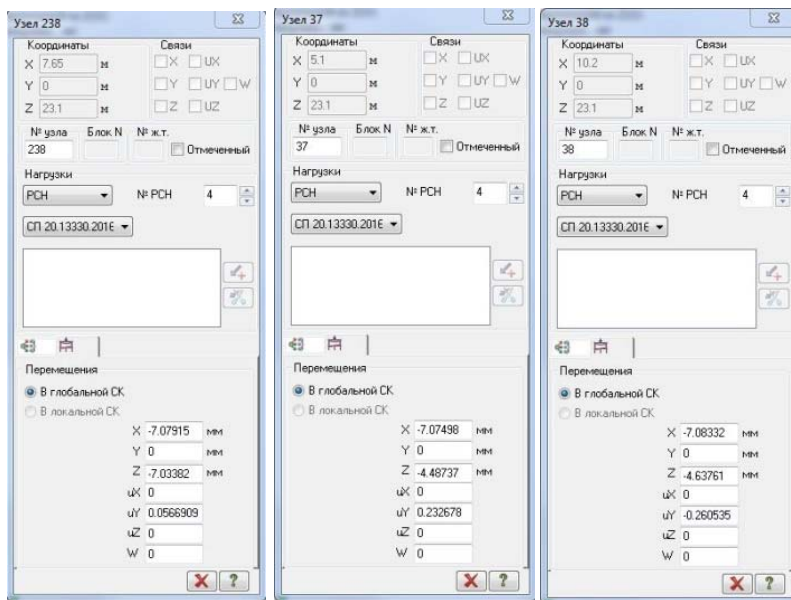 Узел 238
Координаты Связи
X 7.65 м X UX
Y 0 м Y UY W
Z 23.1 м Z UZ
№ узла Блок N № ж.т.
238 Отмеченный
Нагрузки
РСН № РСН 4
СП 20.13330.201Е
Перемещения
В глобальной СК
В локальной СК
X -7.07915 мм
Y 0 мм
Z -7.03382 мм
uX 0
uY 0.0566909
uZ 0
W 0
?
Узел 37
Координаты Связи
X 5.1 м X UX
Y 0 м Y UY W
Z 23.1 м Z UZ
№ узла Блок N № ж.т.
37 Отмеченный
Нагрузки
РСН № РСН 4
СП 20.13330.201Е
Перемещения
В глобальной СК
В локальной СК
X -7.07498 мм
Y 0 мм
Z -4.48737 мм
uX 0
uY 0.232678
uZ 0
W 0
?
Узел 38
Координаты Связи
X 10.2 м X UX
Y 0 м Y UY W
Z 23.1 м Z UZ
№ узла Блок N № ж.т.
38 Отмеченный
Нагрузки
РСН № РСН 4
СП 20.13330.201Е
Перемещения
В глобальной СК
В локальной СК
X -7.08332 мм
Y 0 мм
Z -4.63761 мм
uX 0
uY -0.260535
uZ 0
W 0
?